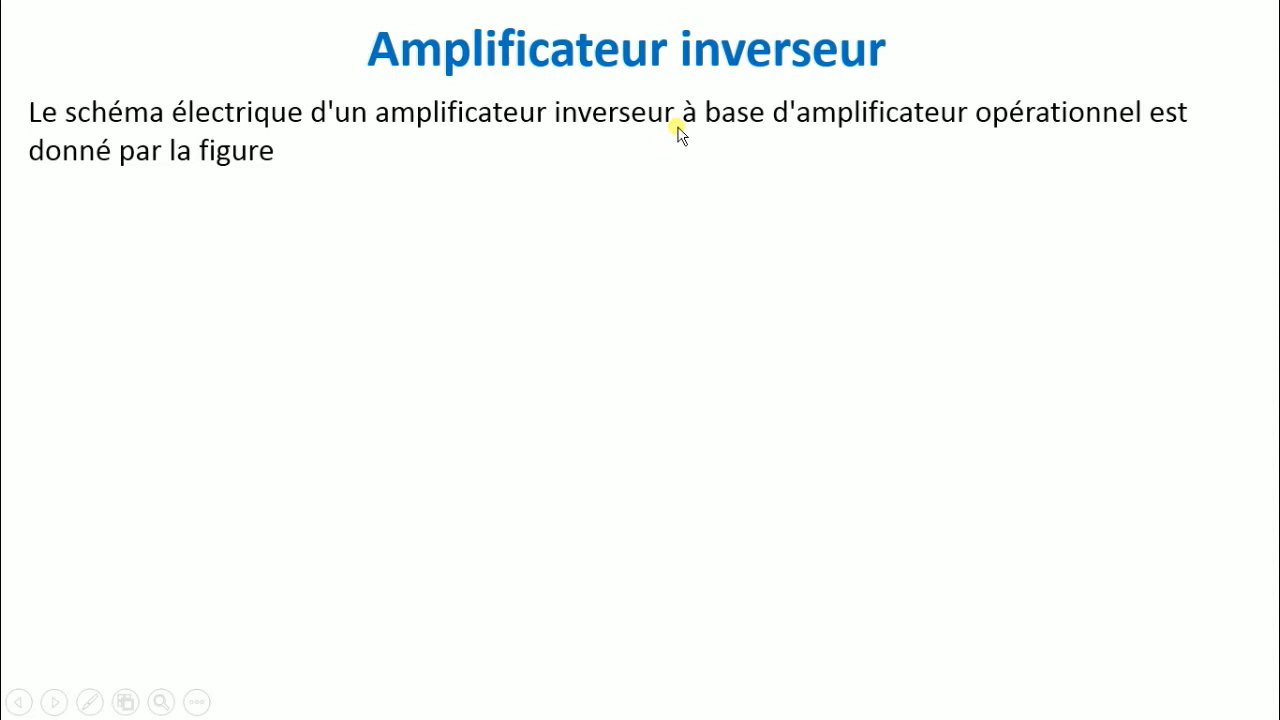 Amplificateur inverseur
Le schéma électrique d'un amplificateur inverseur à base d'amplificateur opérationnel est
donné par la figure